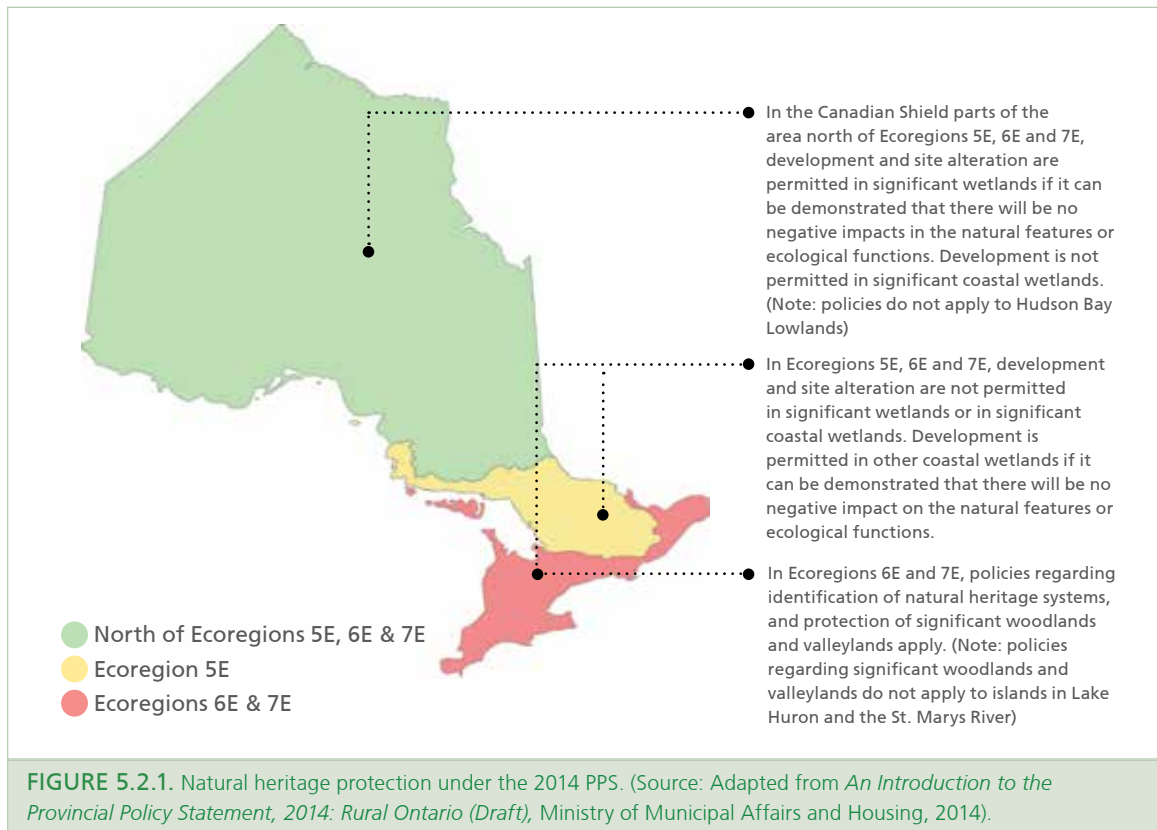 In the Canadian Shield parts of the
area north of Ecoregions 5E, 6E and 7E,
development and site alteration are
permitted in significant wetlands if it can
be demonstrated that there will be no
negative impacts in the natural features or
ecological functions. Development is not
permitted in significant coastal wetlands.
(Note: policies do not apply to Hudson Bay
Lowlands)
In Ecoregions 5E, 6E and 7E, development
and site alteration are not permitted
in significant wetlands or in significant
coastal wetlands. Development is
permitted in other coastal wetlands if it
can be demonstrated that there will be no
negative impact on the natural features or
ecological functions.
In Ecoregions 6E and 7E, policies regarding
identification of natural heritage systems,
and protection of significant woodlands
and valleylands apply. (Note: policies
regarding significant woodlands and
valleylands do not apply to islands in Lake
Huron and the St. Marys River)
North of Ecoregions 5E, 6E & 7E
Ecoregion 5E
Ecoregions 6E & 7E
FIGURE 5.2.1. Natural heritage protection under the 2014 PPS. (Source: Adapted from An Introduction to the
Provincial Policy Statement, 2014: Rural Ontario (Draft), Ministry of Municipal Affairs and Housing, 2014).